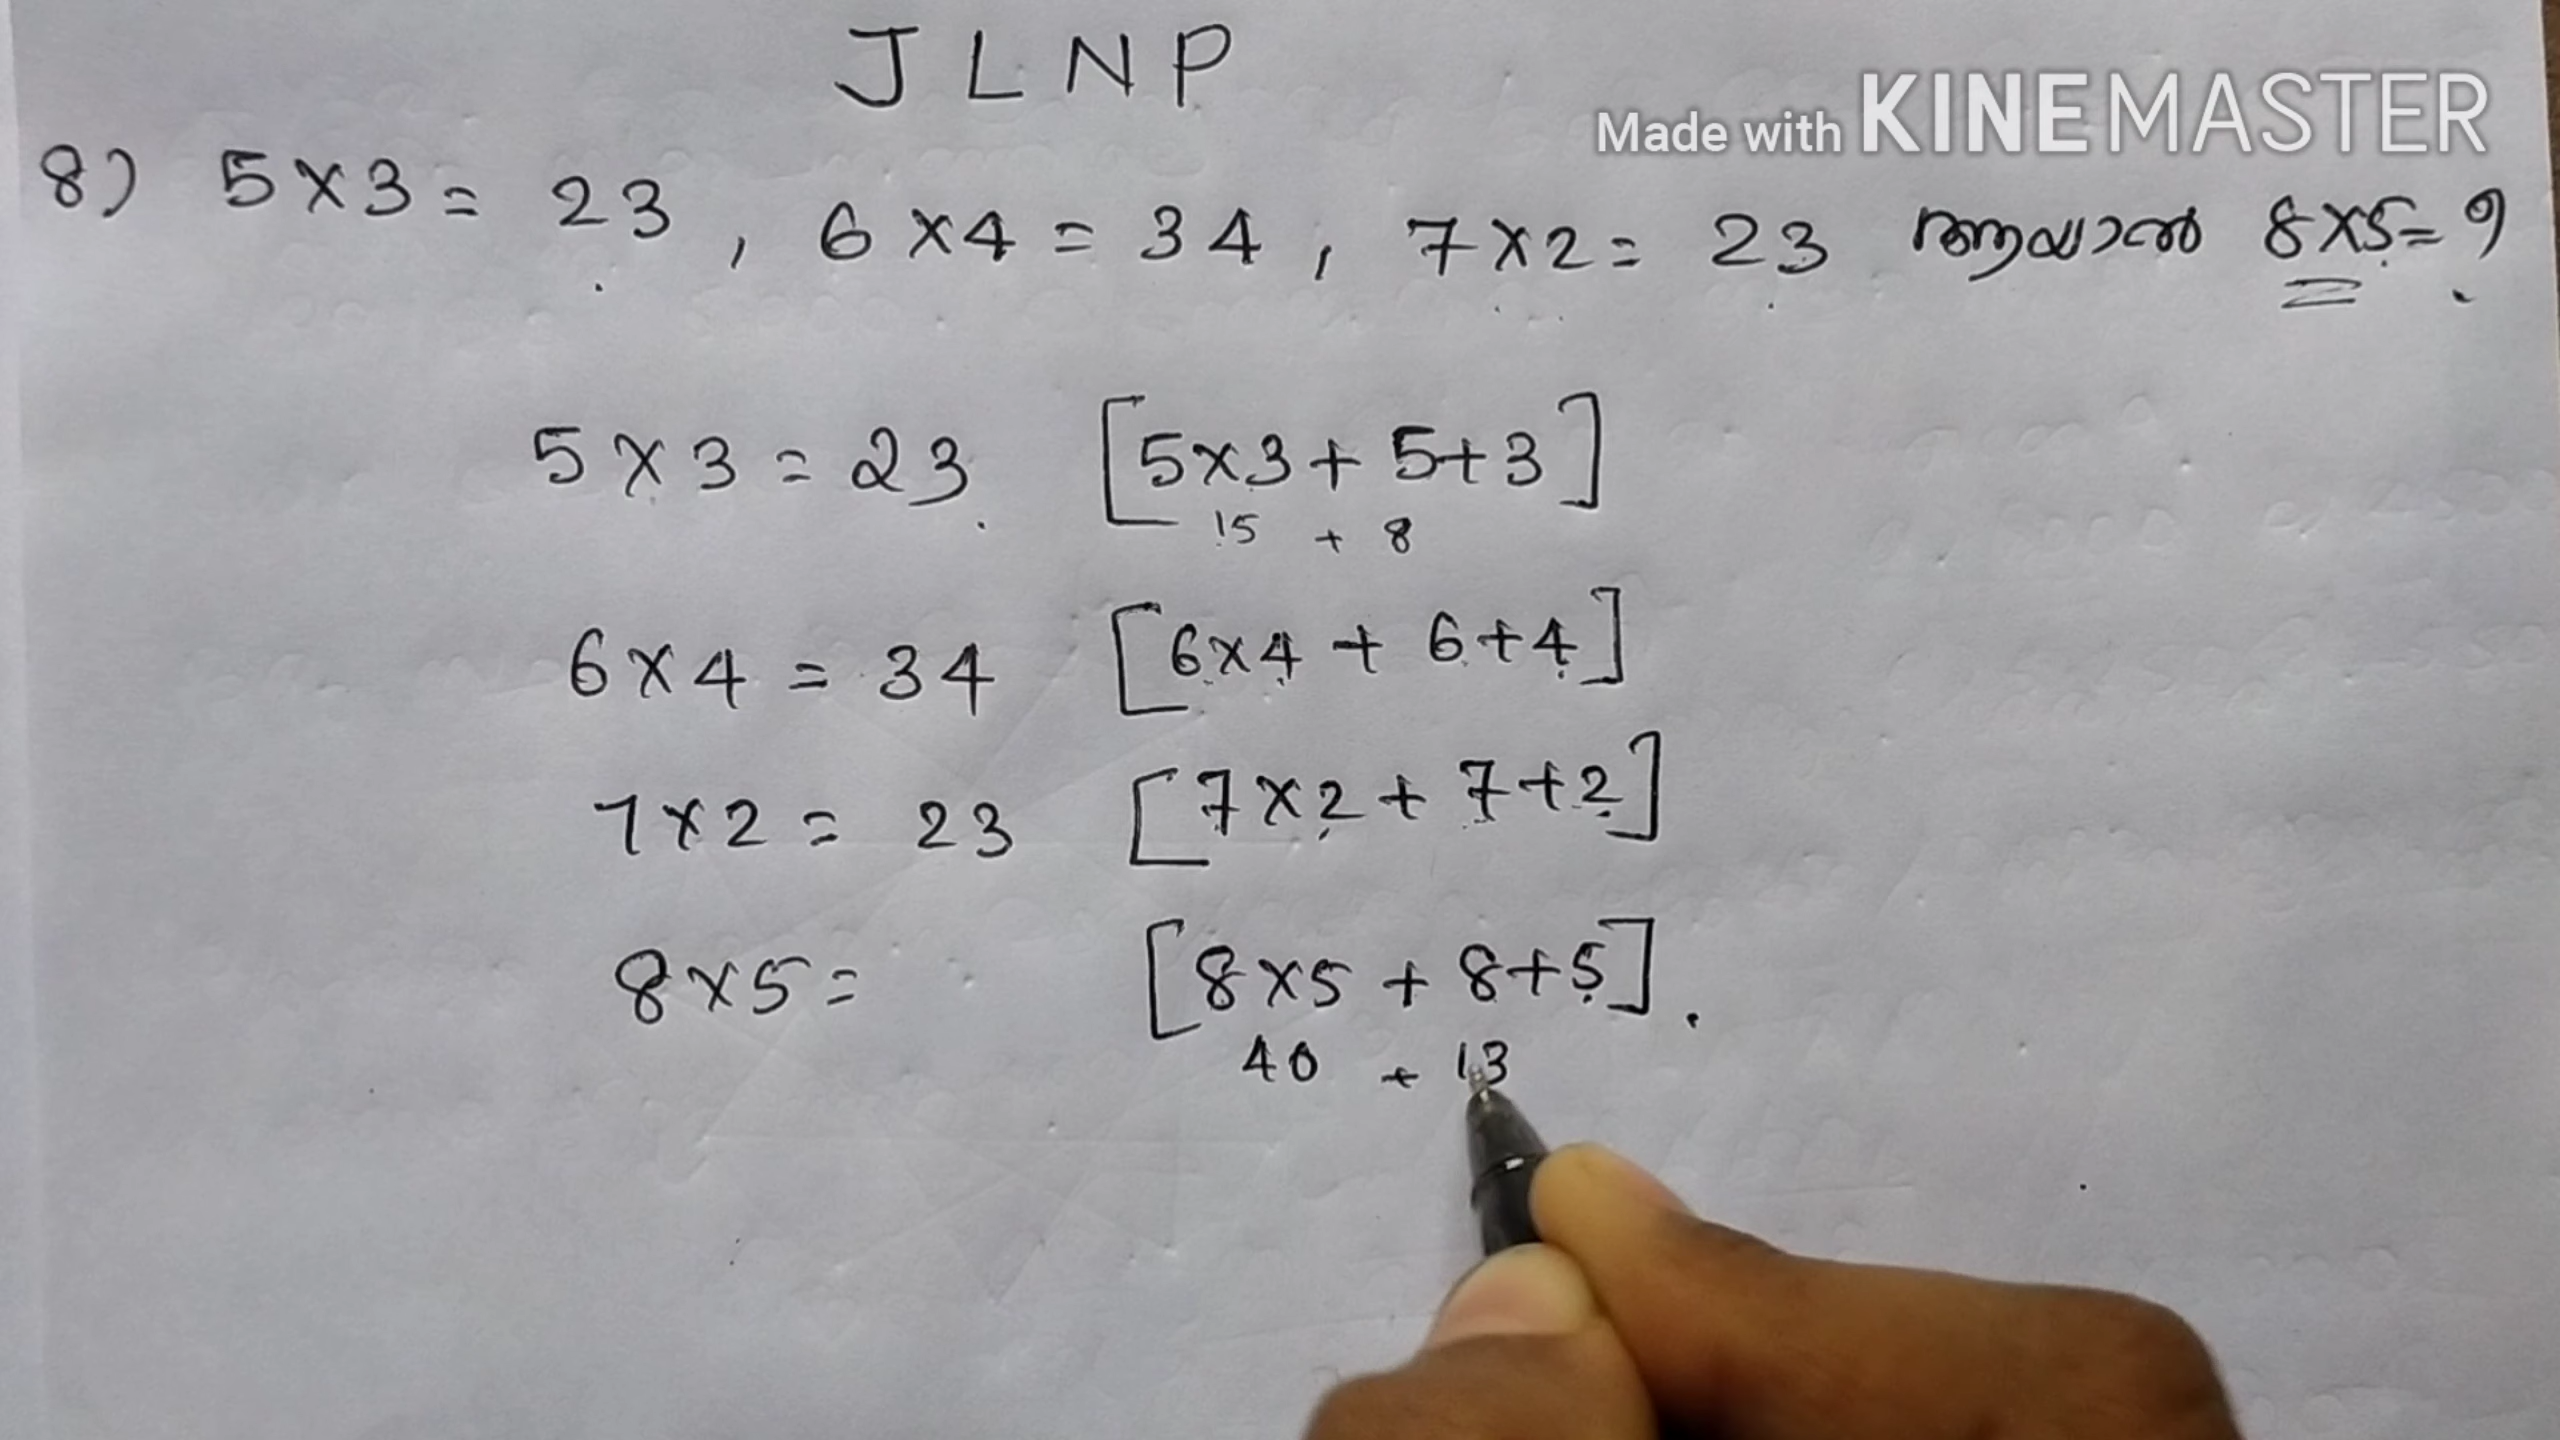 J L N P
Made with KINEMASTER
8) 5×3 = 23 , 6×4 = 34 , 7×2 = 23 ആയാൽ 8×5 = ?
5×3 = 23 [5×3 + 5+3]
15 + 8
6×4 = 34 [6×4 + 6+4]
7×2 = 23 [7×2 + 7+2]
8×5 = [8×5 + 8+5].
40 + 13